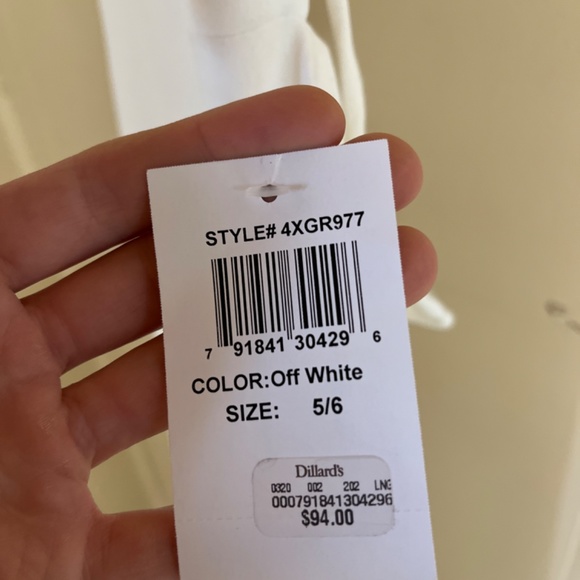 STYLE# 4XGR977
7 91841 30429 6
COLOR:Off White
SIZE: 5/6
Dillard's
0320 002 202 LNG
000791841304296
$94.00